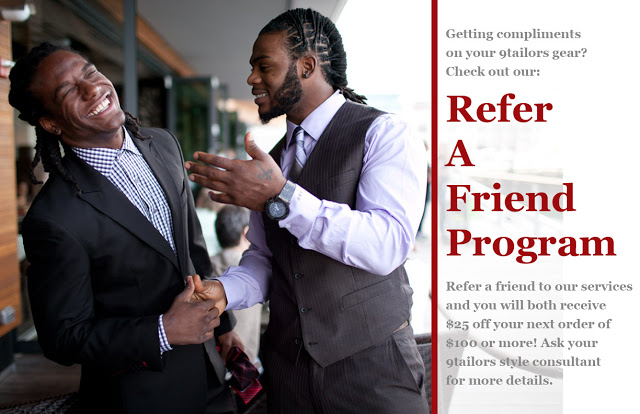 Getting compliments
on your 9tailors gear?
Check out our:
Refer
A
Friend
Program
Refer a friend to our services
and you will both receive
$25 off your next order of
$100 or more! Ask your
9tailors style consultant
for more details.